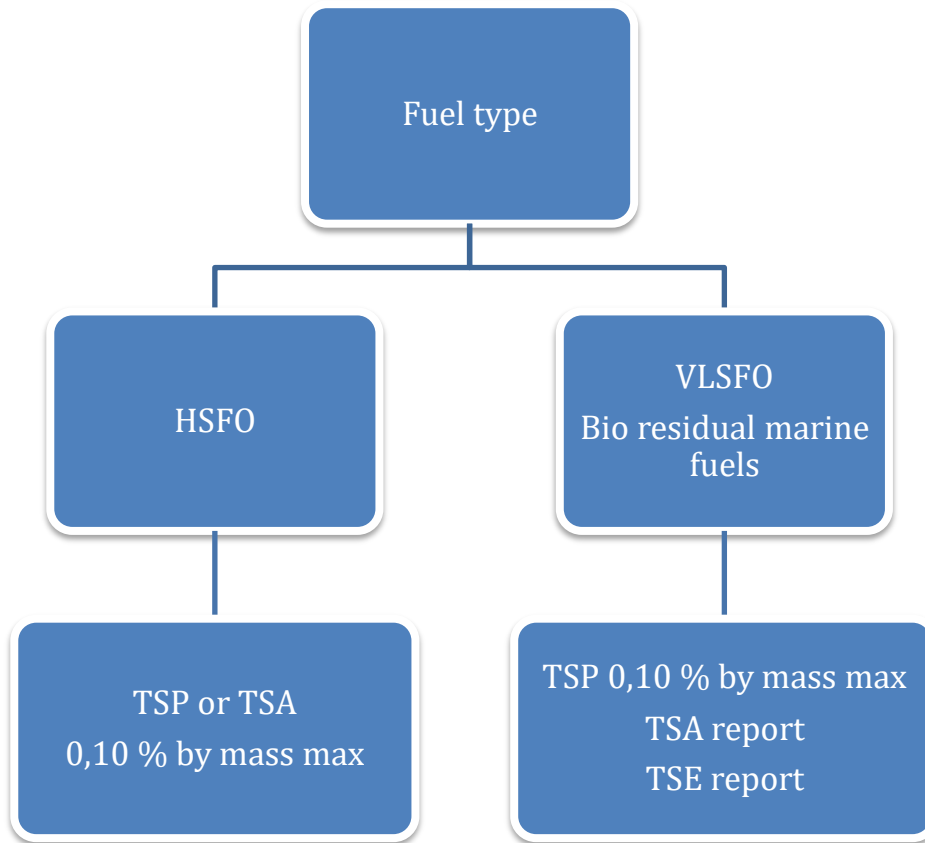 Fuel type
HSFO
VLSFO
Bio residual marine
fuels
TSP or TSA
0,10 % by mass max
TSP 0,10 % by mass max
TSA report
TSE report